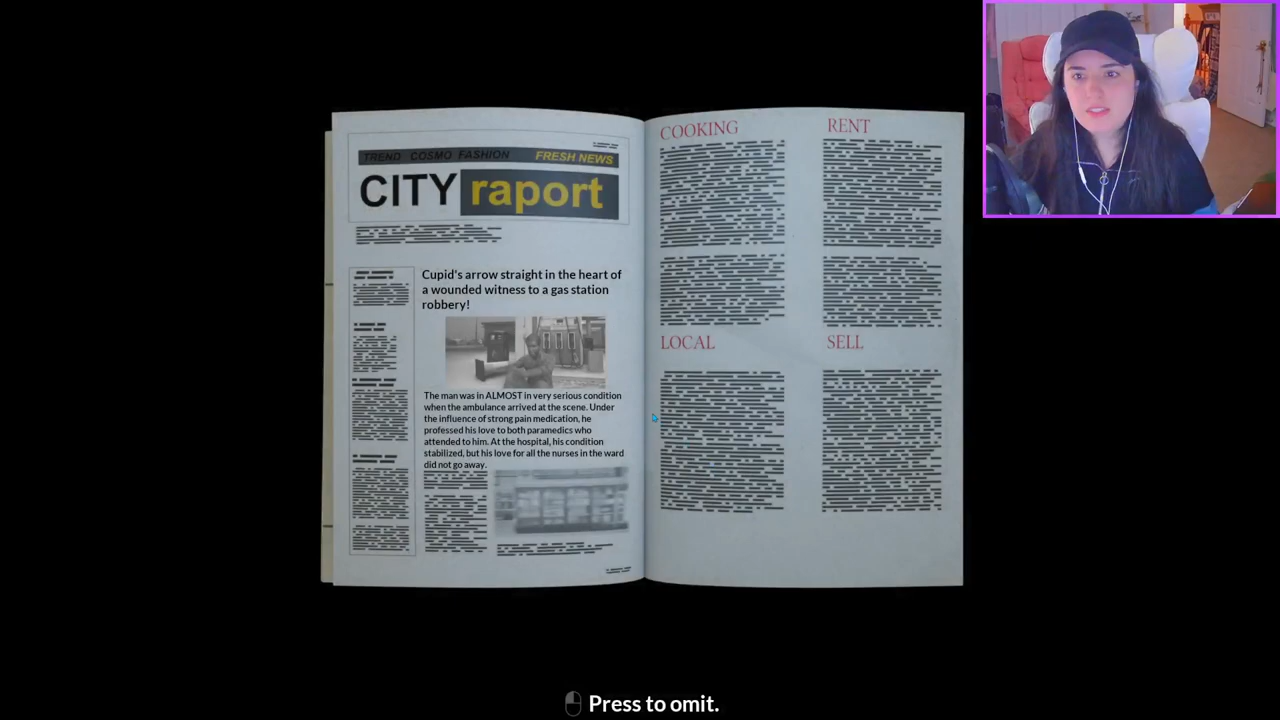 TREND COSMO FASHION FRESH NEWS
CITY raport
Cupid's arrow straight in the heart of
a wounded witness to a gas station
robbery!
The man was in ALMOST in very serious condition
when the ambulance arrived at the scene. Under
the influence of strong pain medication, he
professed his love to both paramedics who
attended to him. At the hospital, his condition
stabilized, but his love for all the nurses in the ward
did not go away.
COOKING
RENT
LOCAL
SELL
Press to omit.